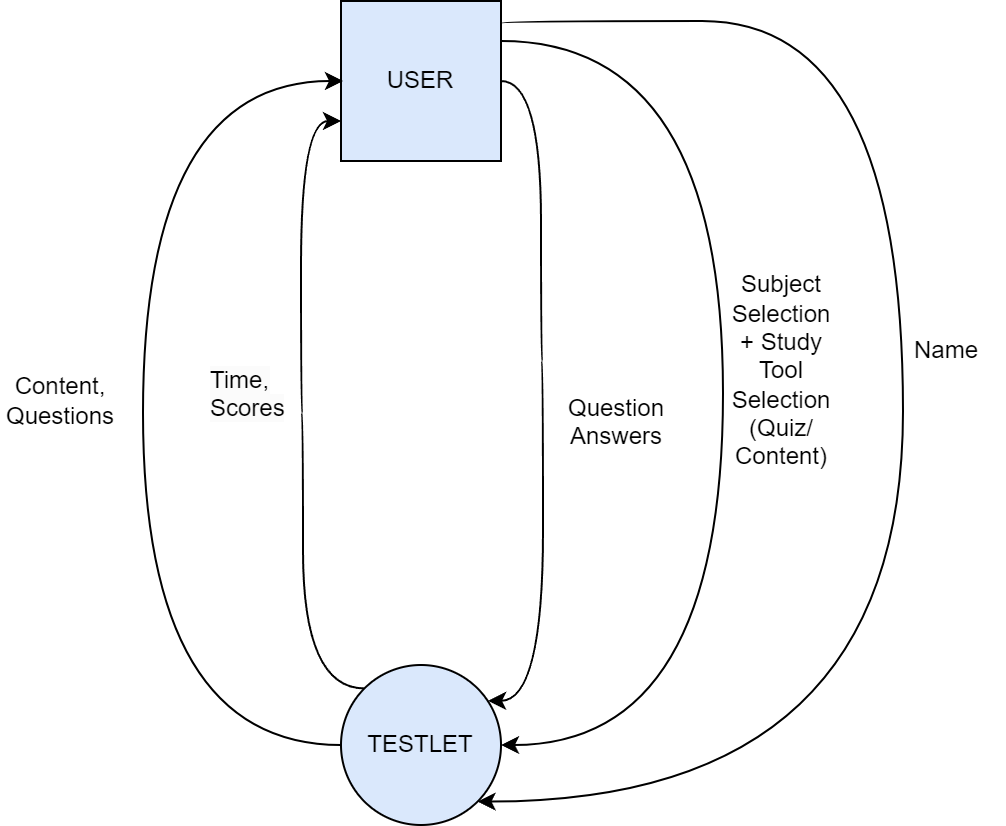 USER
Content,
Questions
Time,
Scores
Question
Answers
Subject
Selection
+ Study
Tool
Selection
(Quiz/
Content)
Name
TESTLET